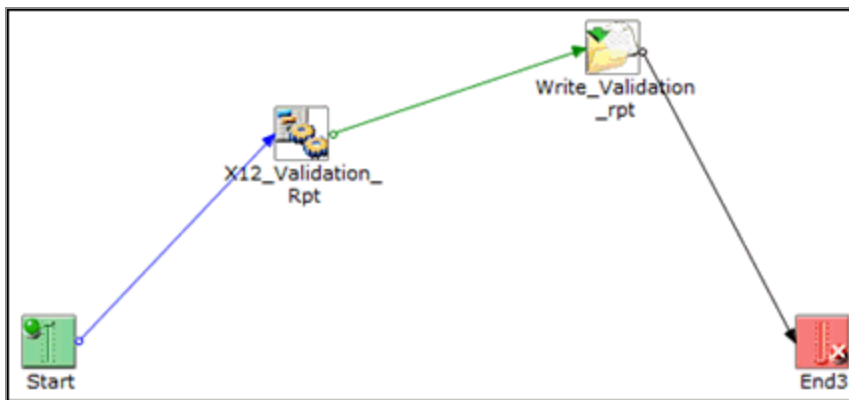 Write_Validation
_rpt
X12_Validation_
Rpt
Start
End3